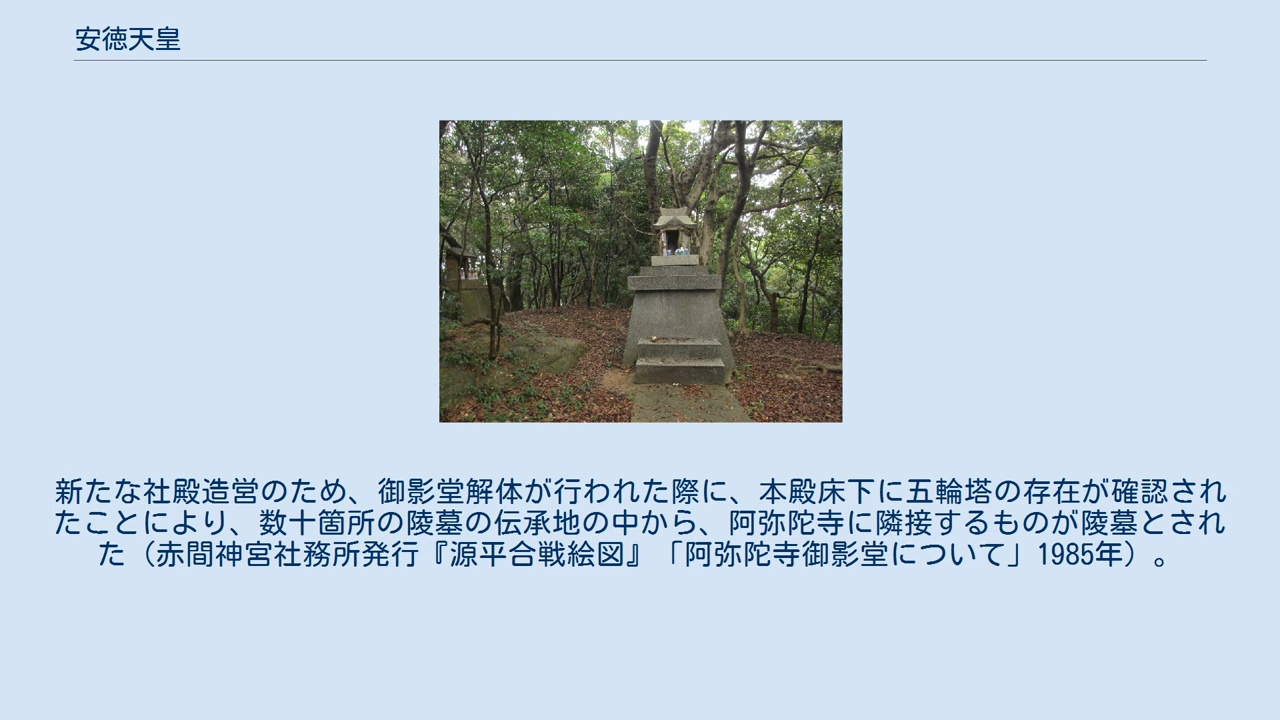 安徳天皇
新たな社殿造営のため、御影堂解体が行われた際に、本殿床下に五輪塔の存在が確認され
たことにより、数十箇所の陵墓の伝承地の中から、阿弥陀寺に隣接するものが陵墓とされ
た（赤間神宮社務所発行『源平合戦絵図』「阿弥陀寺御影堂について」1985年）。